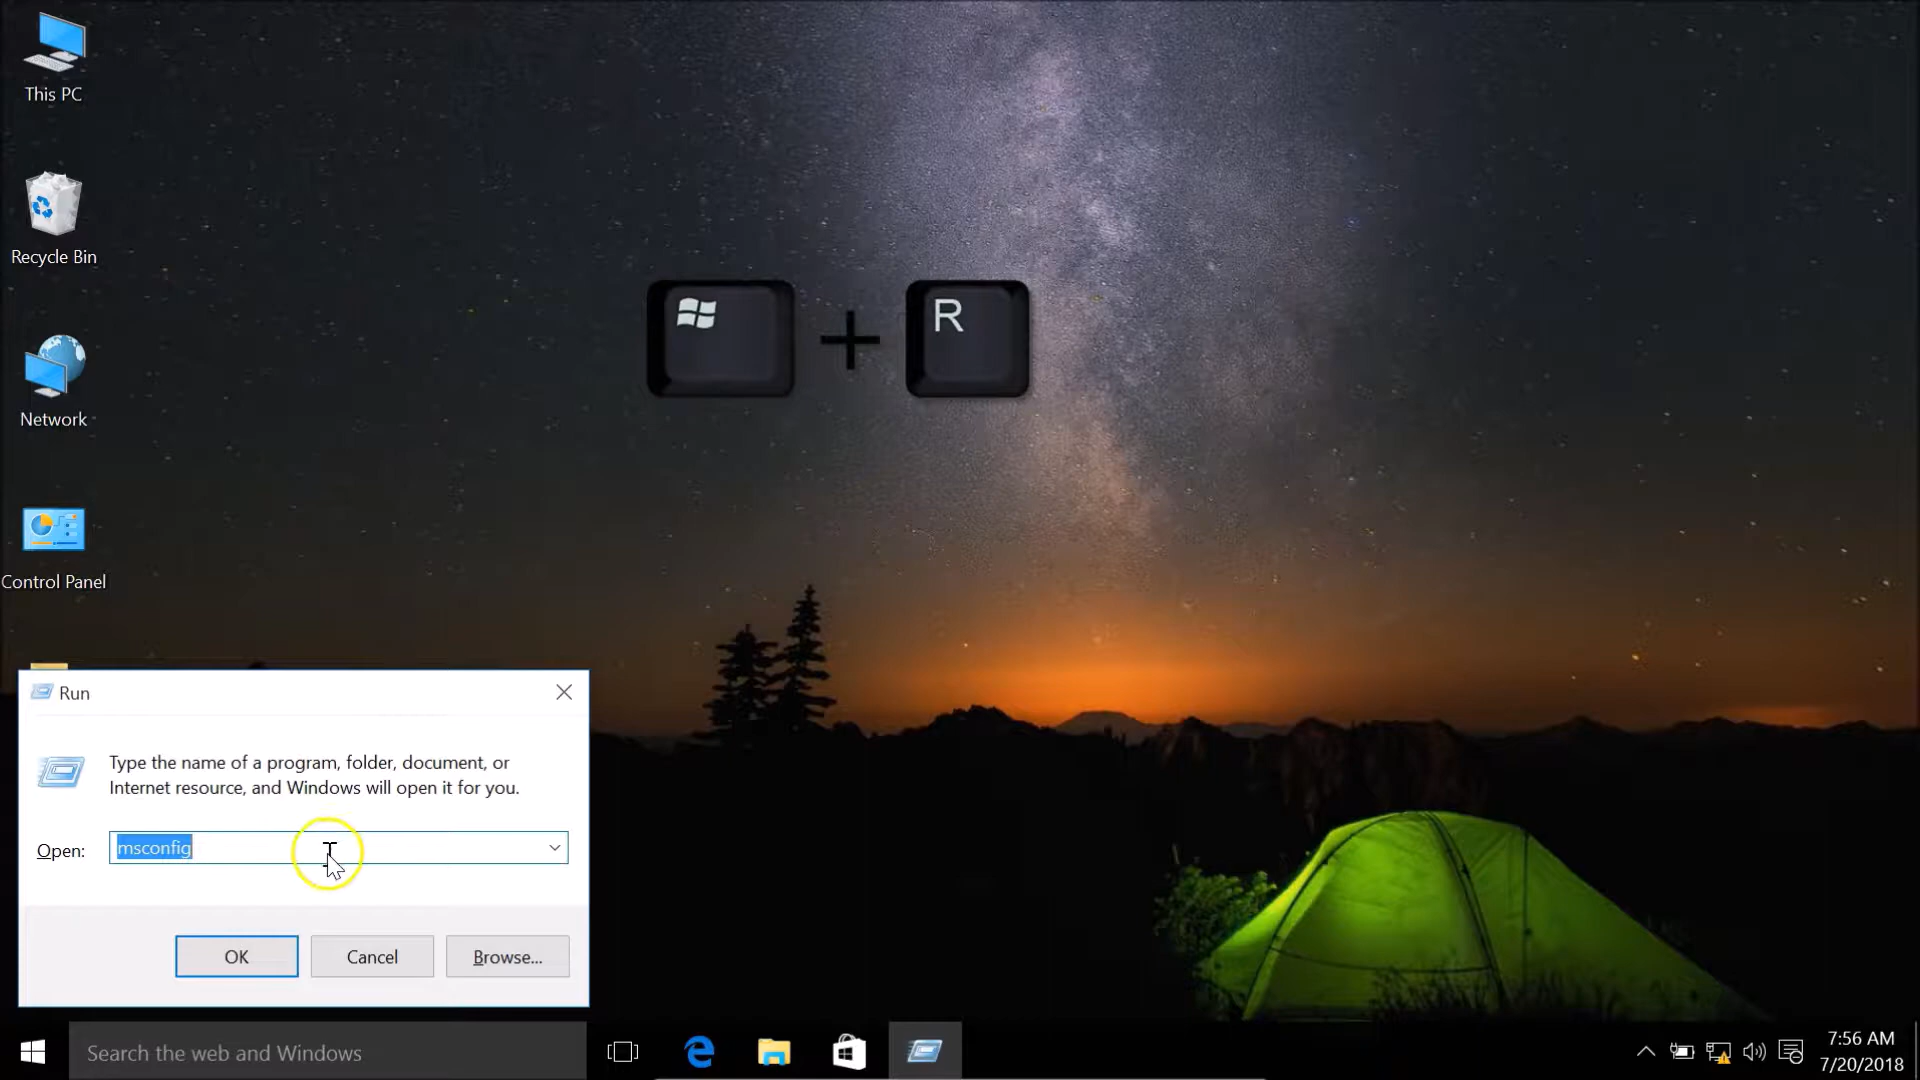 This PC
Recycle Bin
Network
Control Panel
R
Run
Type the name of a program, folder, document, or
Internet resource, and Windows will open it for you.
Open:
msconfig
OK
Cancel
Browse...
Search the web and Windows
7:56 AM
7/20/2018